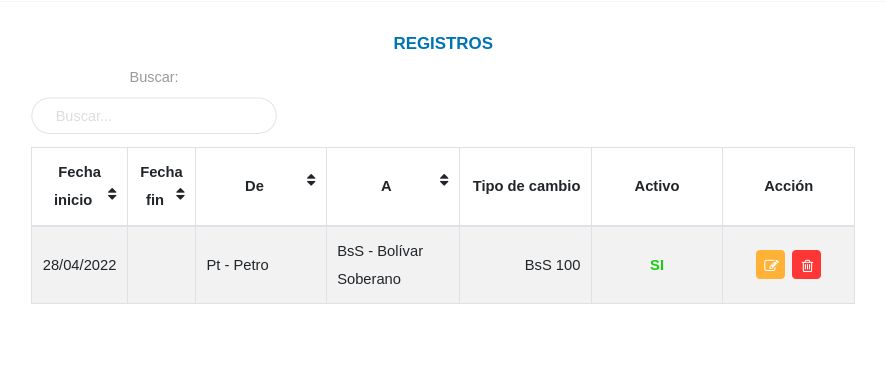 REGISTROS
Buscar:
Buscar...
Fecha inicio Fecha fin De A Tipo de cambio Activo Acción
28/04/2022 Pt - Petro BsS - Bolívar Soberano BsS 100 SI